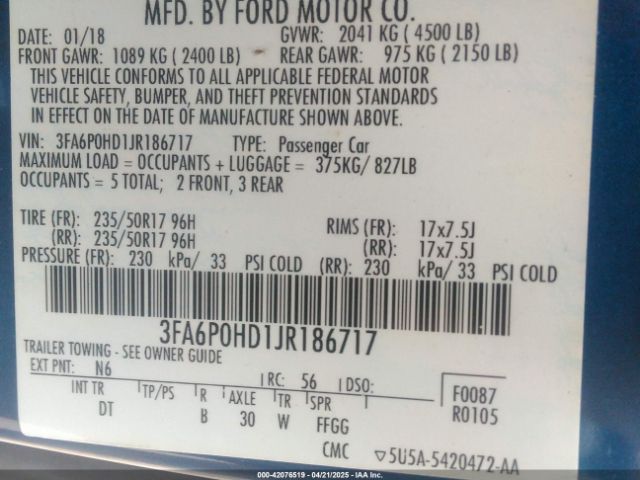 MFD. BY FORD MOTOR CO.
DATE: 01/18 GVWR: 2041 KG ( 4500 LB)
FRONT GAWR: 1089 KG ( 2400 LB) REAR GAWR: 975 KG ( 2150 LB)
THIS VEHICLE CONFORMS TO ALL APPLICABLE FEDERAL MOTOR
VEHICLE SAFETY, BUMPER, AND THEFT PREVENTION STANDARDS
IN EFFECT ON THE DATE OF MANUFACTURE SHOWN ABOVE.
VIN: 3FA6P0HD1JR186717 TYPE: Passenger Car
MAXIMUM LOAD = OCCUPANTS + LUGGAGE = 375KG/ 827LB
OCCUPANTS = 5 TOTAL; 2 FRONT, 3 REAR
TIRE (FR): 235/50R17 96H RIMS (FR): 17x7.5J
(RR): 235/50R17 96H (RR): 17x7.5J
PRESSURE (FR): 230 kPa/ 33 PSI COLD (RR): 230 kPa/ 33 PSI COLD
3FA6P0HD1JR186717
TRAILER TOWING - SEE OWNER GUIDE
EXT PNT: N6 RC: 56 DSO: F0087
INT TR TP/PS R AXLE TR SPR R0105
DT B 30 W FFGG
CMC 5U5A-5420472-AA
000-42076519 - 04/21/2025 - IAAI.com